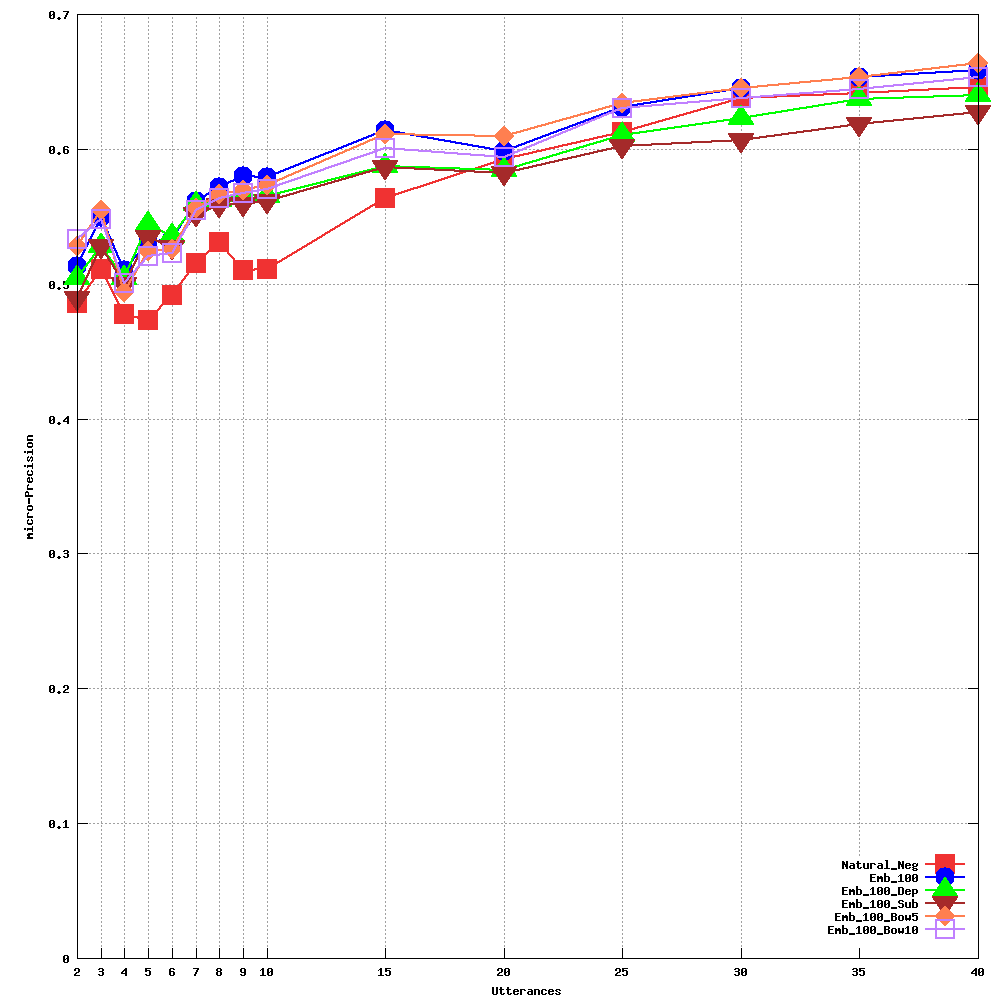 0.7
0.6
0.5
0.4
0.3
0.2
0.1
0
micro-Precision
2 3 4 5 6 7 8 9 10 15 20 25 30 35 40
Utterances
Natural_Neg
Emb_100
Emb_100_Dep
Emb_100_Sub
Emb_100_Bow5
Emb_100_Bow10